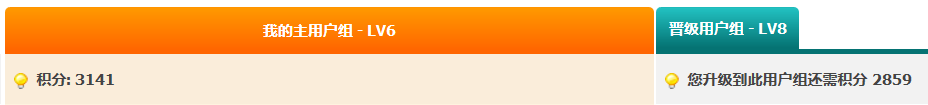 我的主用户组 - LV6
晋级用户组 - LV8
积分: 3141
您升级到此用户组还需积分 2859